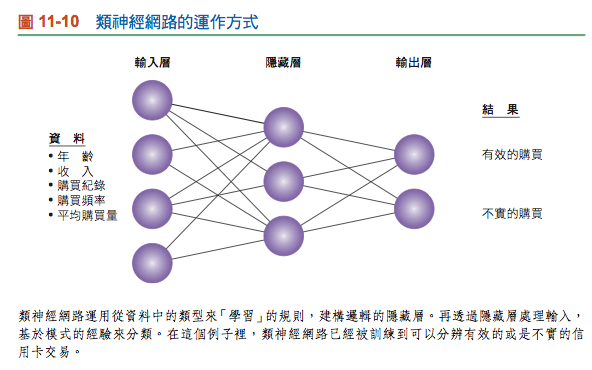 圖 11-10 類神經網路的運作方式
輸入層 隱藏層 輸出層
資 料
• 年 齡
• 收 入
• 購買紀錄
• 購買頻率
• 平均購買量
結 果
有效的購買
不實的購買
類神經網路運用從資料中的類型來「學習」的規則，建構邏輯的隱藏層。再透過隱藏層處理輸入，
基於模式的經驗來分類。在這個例子裡，類神經網路已經被訓練到可以分辨有效的或是不實的信
用卡交易。